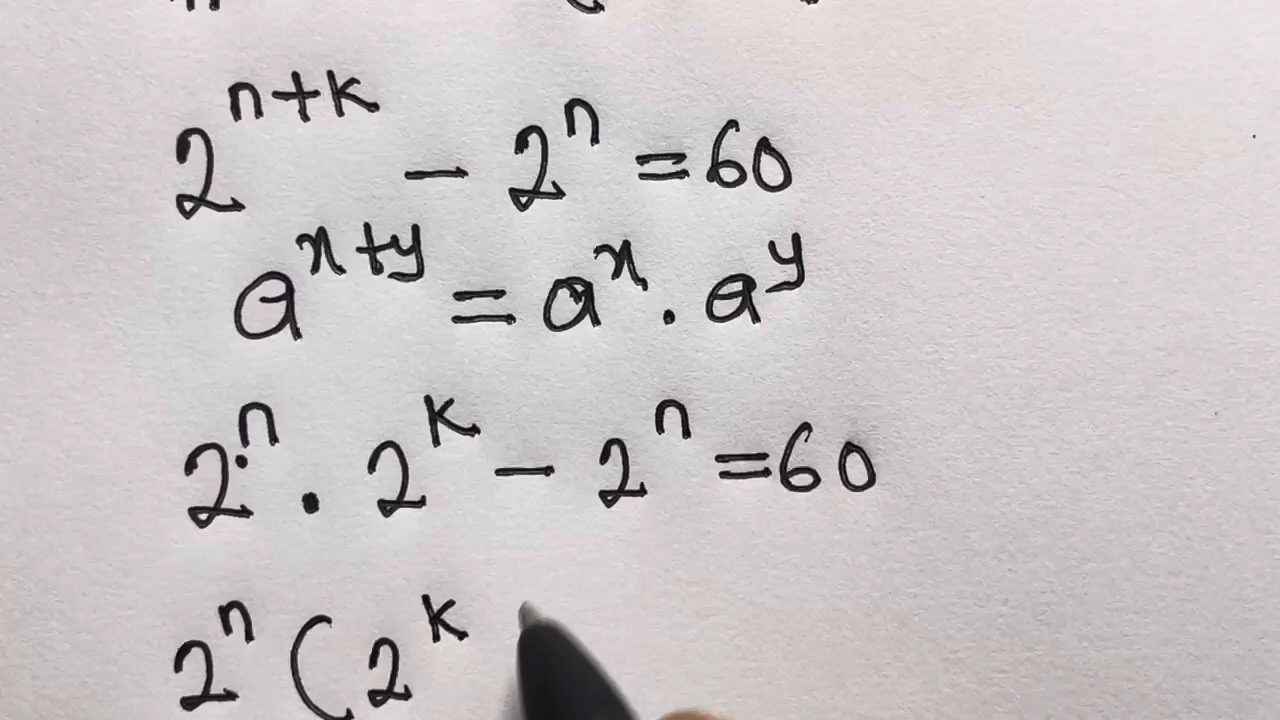 2^{n+k} - 2^n = 60
a^{x+y} = a^x . a^y
2^n . 2^k - 2^n = 60
2^n ( 2^k